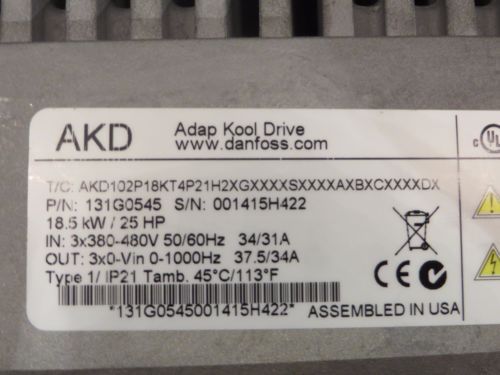 AKD
Adap Kool Drive
www.danfoss.com
T/C: AKD102P18KT4P21H2XGXXXXSXXXXAXBXCXXXXDX
P/N: 131G0545 S/N: 001415H422
18.5 kW / 25 HP
IN: 3x380-480V 50/60Hz 34/31A
OUT: 3x0-Vin 0-1000Hz 37.5/34A
Type 1/ IP21 Tamb. 45°C/113°F
*131G0545001415H422*
ASSEMBLED IN USA
CE
c UL